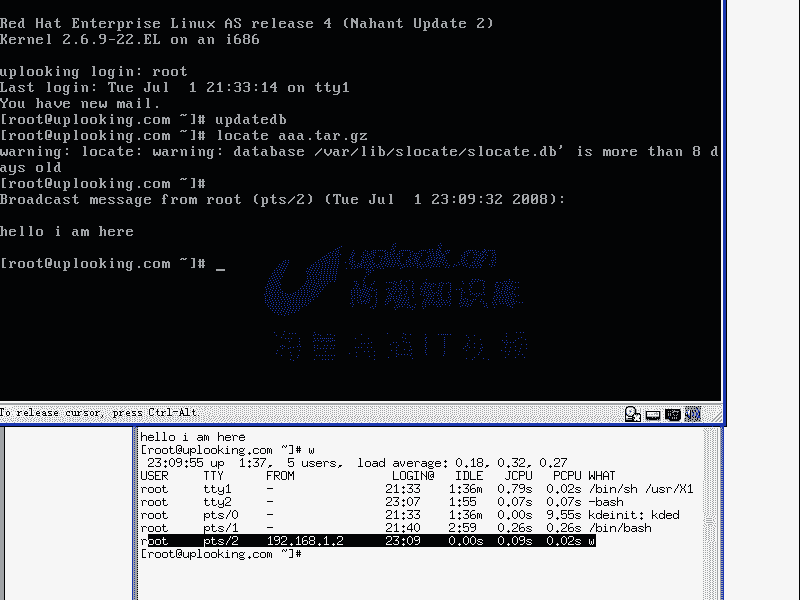 Red Hat Enterprise Linux AS release 4 (Nahant Update 2)
Kernel 2.6.9-22.EL on an i686
uplooking login: root
Last login: Tue Jul  1 21:33:14 on tty1
You have new mail.
[root@uplooking.com ~]# updatedb
[root@uplooking.com ~]# locate aaa.tar.gz
warning: locate: warning: database /var/lib/slocate/slocate.db' is more than 8 d
ays old
[root@uplooking.com ~]#
Broadcast message from root (pts/2) (Tue Jul  1 23:09:32 2008):
hello i am here
[root@uplooking.com ~]# _
uplook.cn
尚观知识库
To release cursor, press Ctrl-Alt.
hello i am here
[root@uplooking.com ~]# w
 23:09:55 up  1:37,  5 users,  load average: 0.18, 0.32, 0.27
USER     TTY      FROM              LOGIN@   IDLE   JCPU   PCPU WHAT
root     tty1     -                21:33    1:36m  0.79s  0.02s /bin/sh /usr/X1
root     tty2     -                23:07    1:55   0.07s  0.07s -bash
root     pts/0    -                21:33    1:36m  0.00s  9.55s kdeinit: kded
root     pts/1    -                21:40    2:59   0.26s  0.26s /bin/bash
root     pts/2    192.168.1.2      23:09    0.00s  0.09s  0.02s w
[root@uplooking.com ~]#